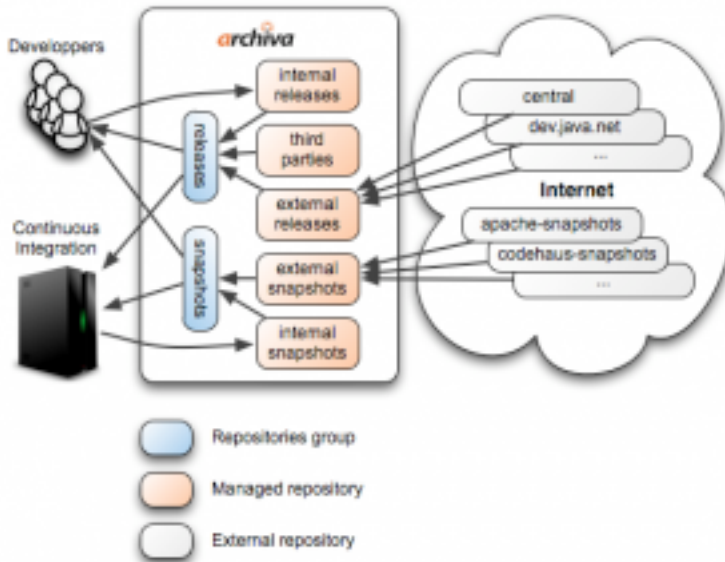 Developpers
archiva
internal
releases
third
parties
external
releases
external
snapshots
internal
snapshots
releases
snapshots
Continuous
Integration
central
dev.java.net
...
Internet
apache-snapshots
codehaus-snapshots
...
Repositories group
Managed repository
External repository